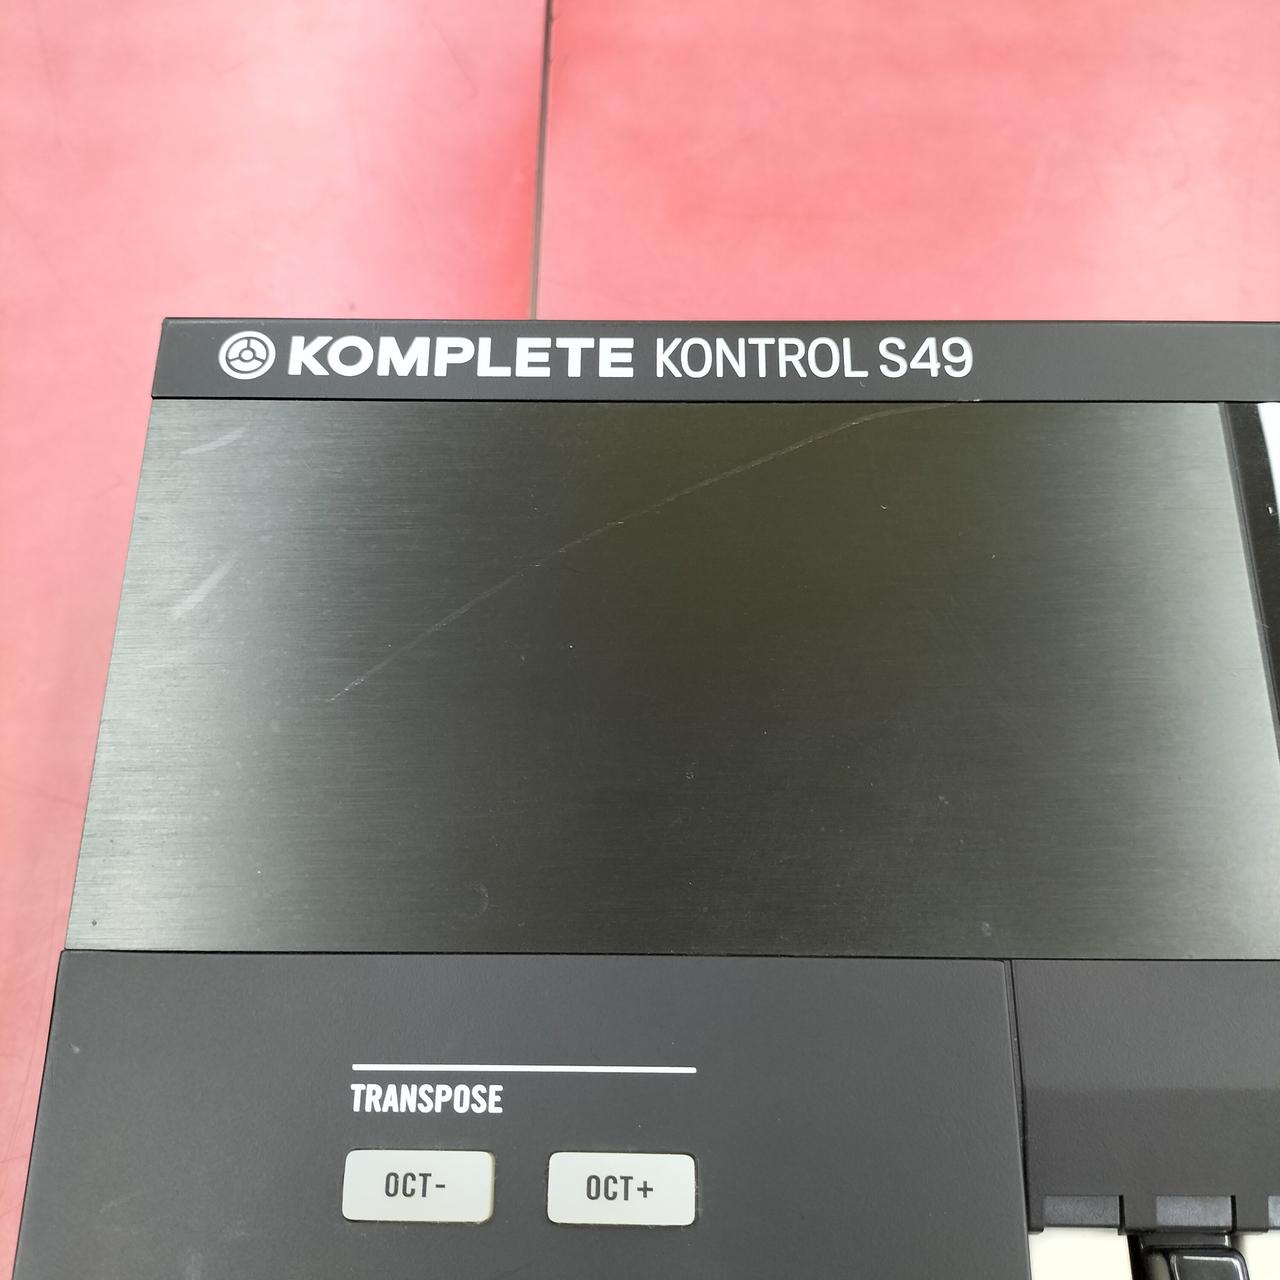 KOMPLETE KONTROL S49
TRANSPOSE
OCT- OCT+